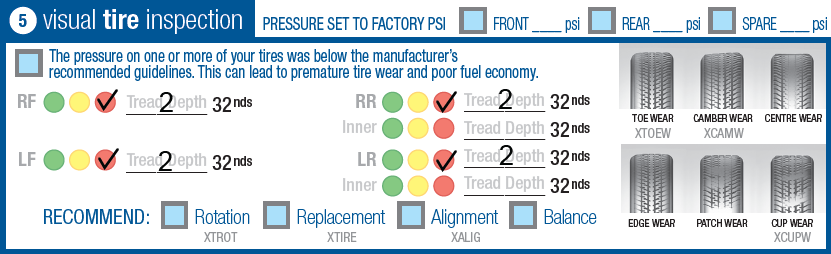 5 visual tire inspection PRESSURE SET TO FACTORY PSI FRONT ____ psi REAR ____ psi SPARE ____ psi
The pressure on one or more of your tires was below the manufacturer's
recommended guidelines. This can lead to premature tire wear and poor fuel economy.
RF Tread Depth 2 32nds
LF Tread Depth 2 32nds
RR Tread Depth 2 32nds
Inner Tread Depth 32nds
LR Tread Depth 2 32nds
Inner Tread Depth 32nds
TOE WEAR CAMBER WEAR CENTRE WEAR
XTOEW XCAMW
EDGE WEAR PATCH WEAR CUP WEAR
XCUPW
RECOMMEND: Rotation Replacement Alignment Balance
XTROT XTIRE XALIG